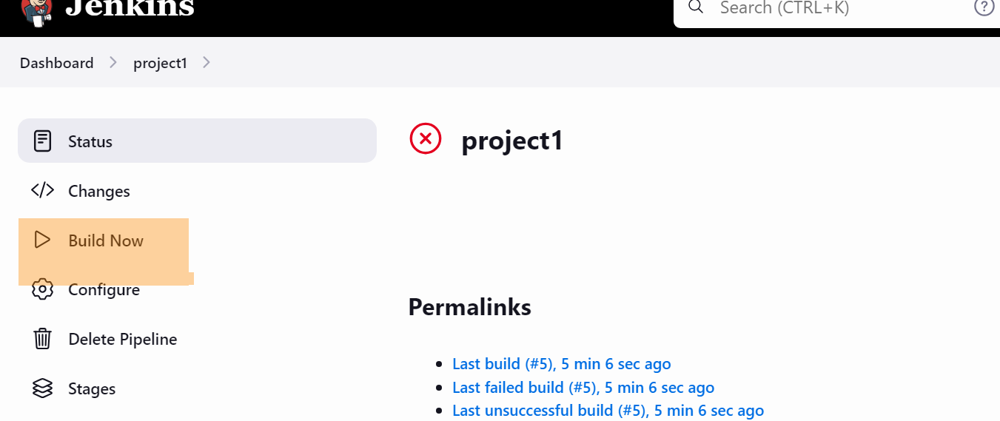 Jenkins
Search (CTRL+K)
Dashboard
project1
Status
project1
Changes
Build Now
Configure
Permalinks
Delete Pipeline
Last build (#5), 5 min 6 sec ago
Stages
Last failed build (#5), 5 min 6 sec ago
Last unsuccessful build (#5), 5 min 6 sec ago